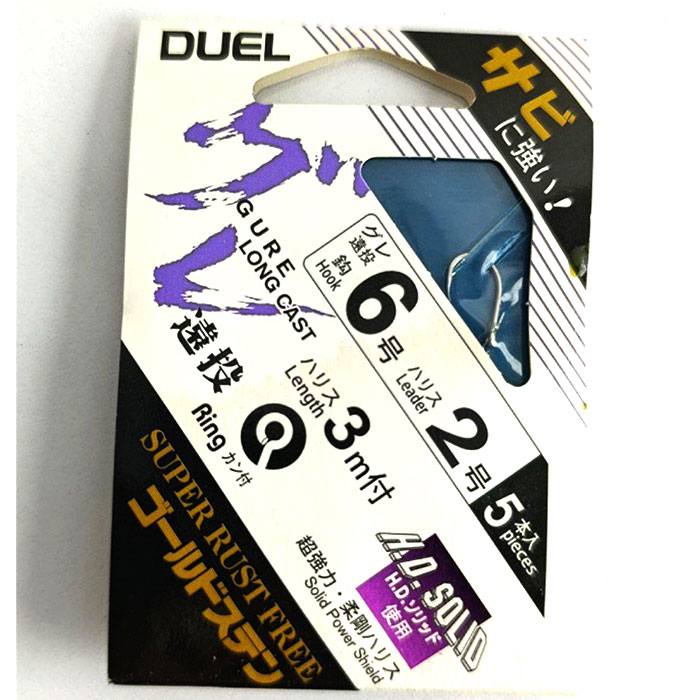 DUEL
サビ
に強い!
グレ
GURE
LONG CAST
遠投
グレ
遠投
鈎
Hook
6号
ハリス
Leader
2号
5本入
pieces
ハリス
Length
3m付
Ring カン付
SUPER RUST FREE
ゴールドステン
H.D. SOLID
H.D.ソリッド
使用
超強力・柔剛ハリス
Solid Power Shield